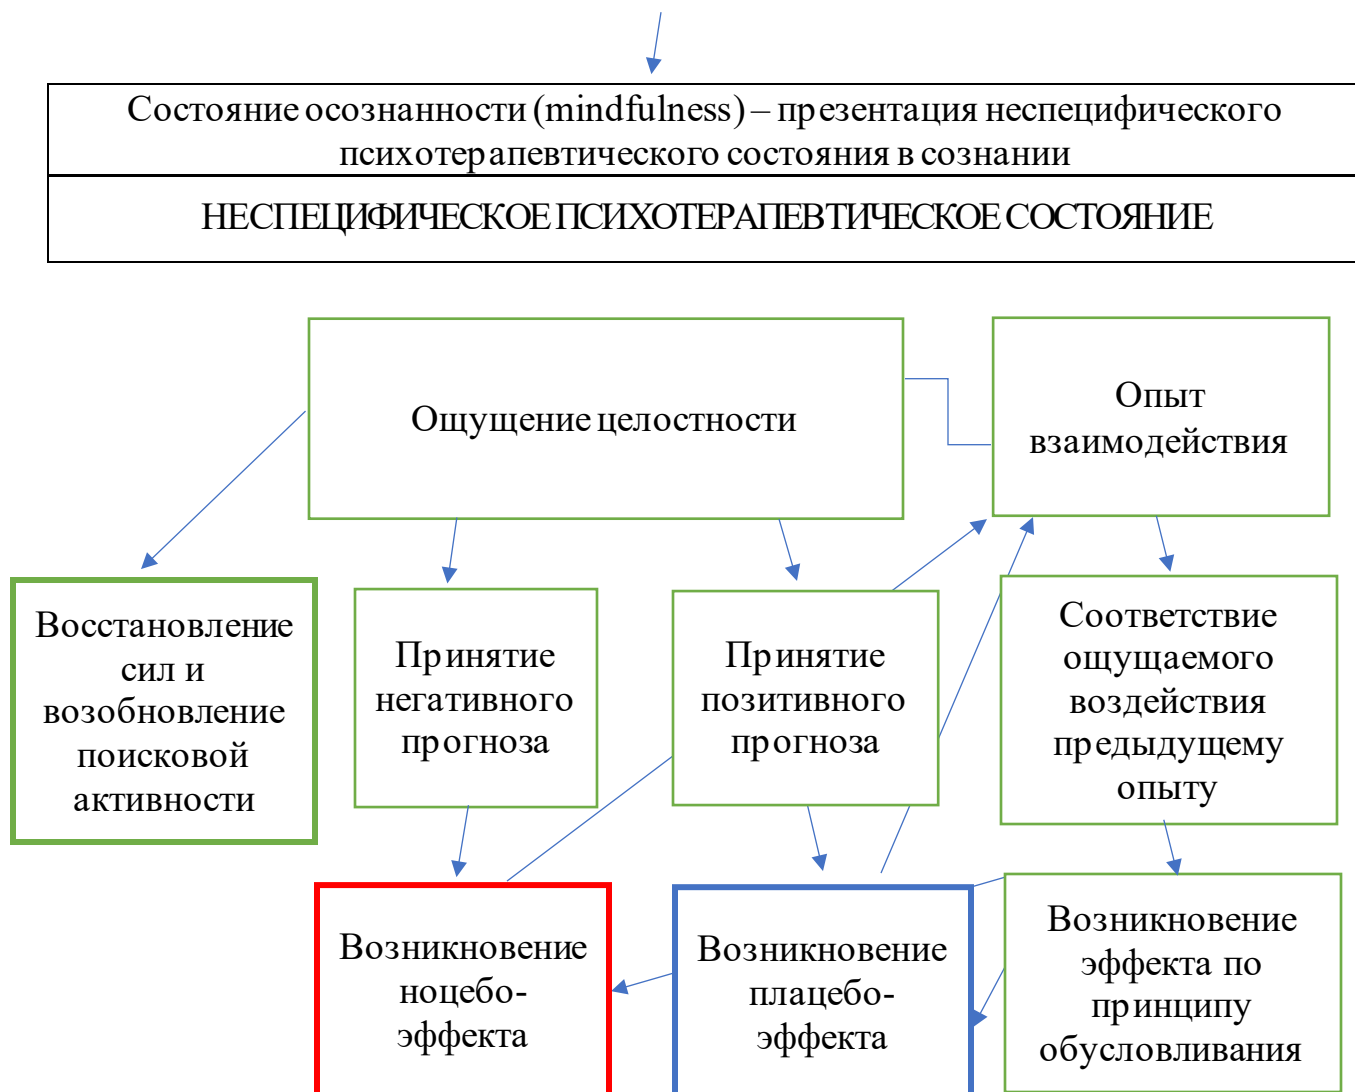 Состояние осознанности (mindfulness) – презентация неспецифического
психотерапевтического состояния в сознании
НЕСПЕЦИФИЧЕСКОЕ ПСИХОТЕРАПЕВТИЧЕСКОЕ СОСТОЯНИЕ
Ощущение целостности
Опыт
взаимодействия
Восстановление
сил и
возобновление
поисковой
активности
Принятие
негативного
прогноза
Принятие
позитивного
прогноза
Соответствие
ощущаемого
воздействия
предыдущему
опыту
Возникновение
ноцебо-
эффекта
Возникновение
плацебо-
эффекта
Возникновение
эффекта по
принципу
обусловливания